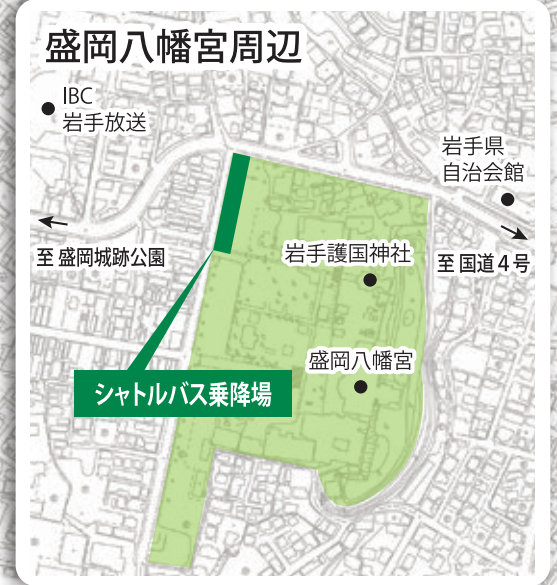 盛岡八幡宮周辺
IBC
岩手放送
岩手県
自治会館
至 盛岡城跡公園
岩手護国神社
至 国道4号
盛岡八幡宮
シャトルバス乗降場